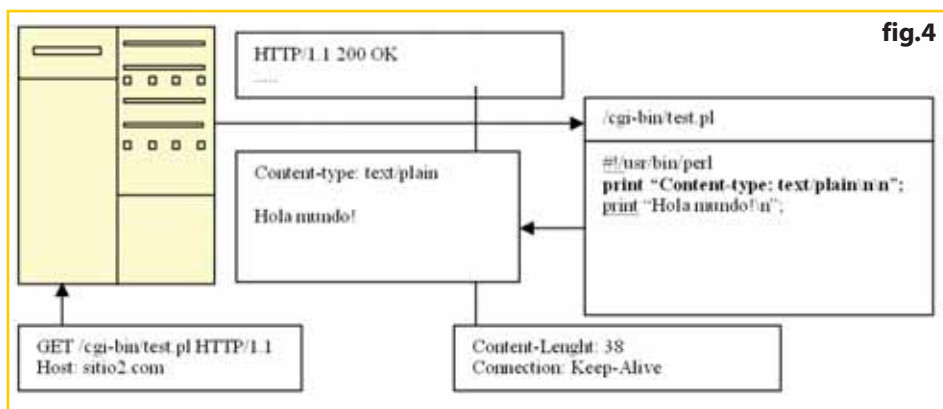 fig.4
HTTP/1.1 200 OK
.....
/cgi-bin/test.pl
#!/usr/bin/perl
print “Content-type: text/plain\n\n”;
print “Hola mundo!\n”;
Content-type: text/plain
Hola mundo!
GET /cgi-bin/test.pl HTTP/1.1
Host: sitio2.com
Content-Lenght: 38
Connection: Keep-Alive